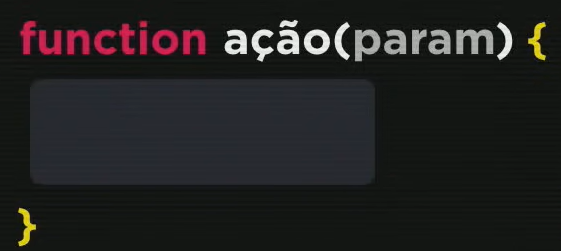 function ação(param) {
}